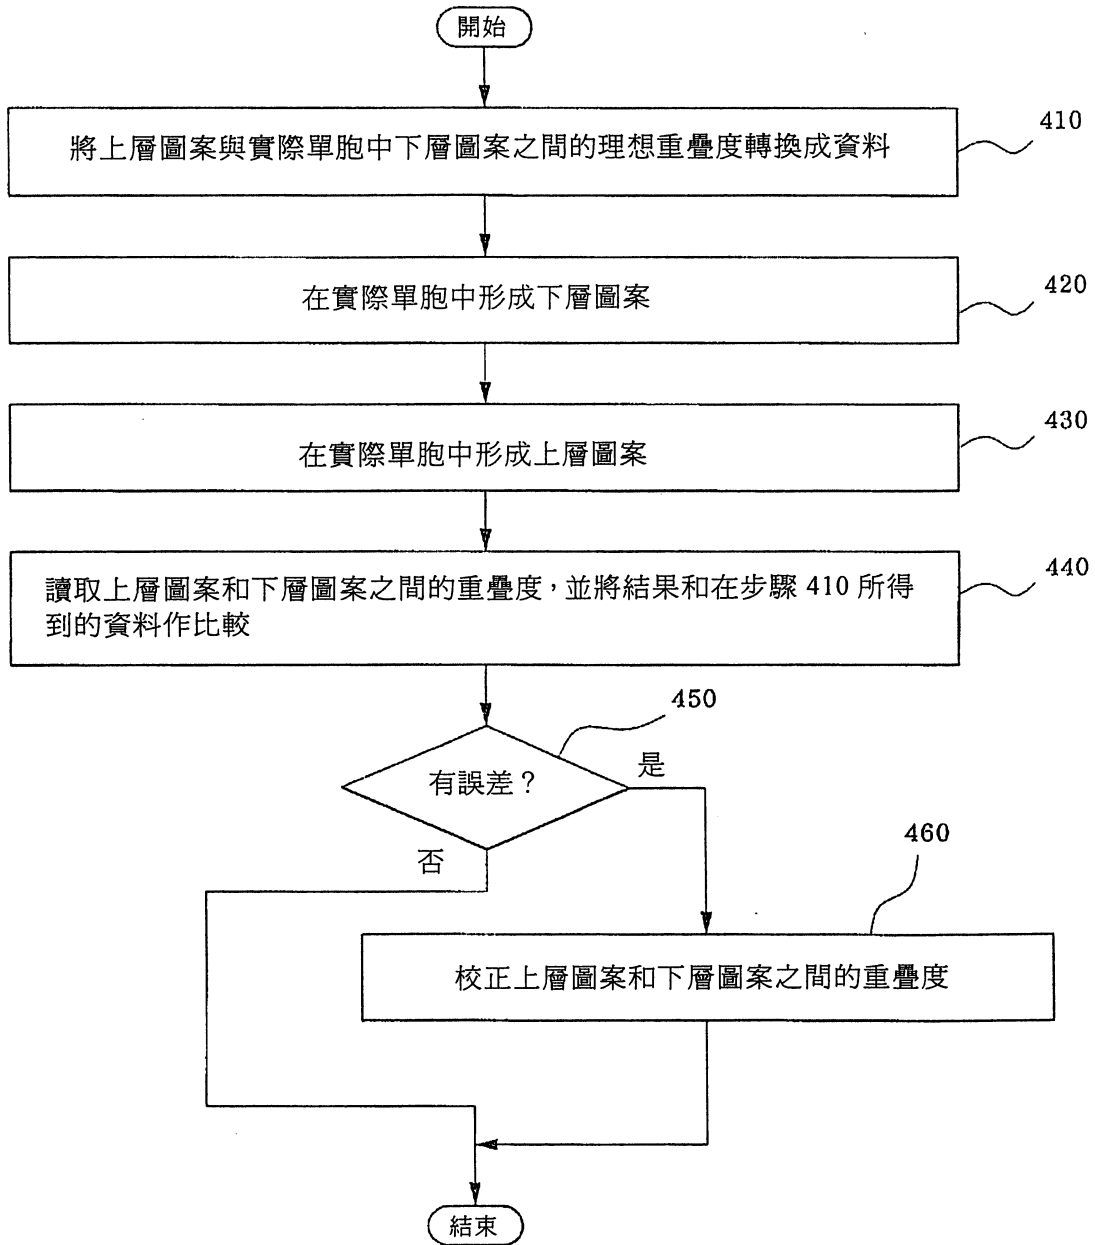 開始
將上層圖案與實際單胞中下層圖案之間的理想重疊度轉換成資料
410
在實際單胞中形成下層圖案
420
在實際單胞中形成上層圖案
430
讀取上層圖案和下層圖案之間的重疊度，並將結果和在步驟 410 所得
到的資料作比較
440
450
有誤差？
是
否
460
校正上層圖案和下層圖案之間的重疊度
結束